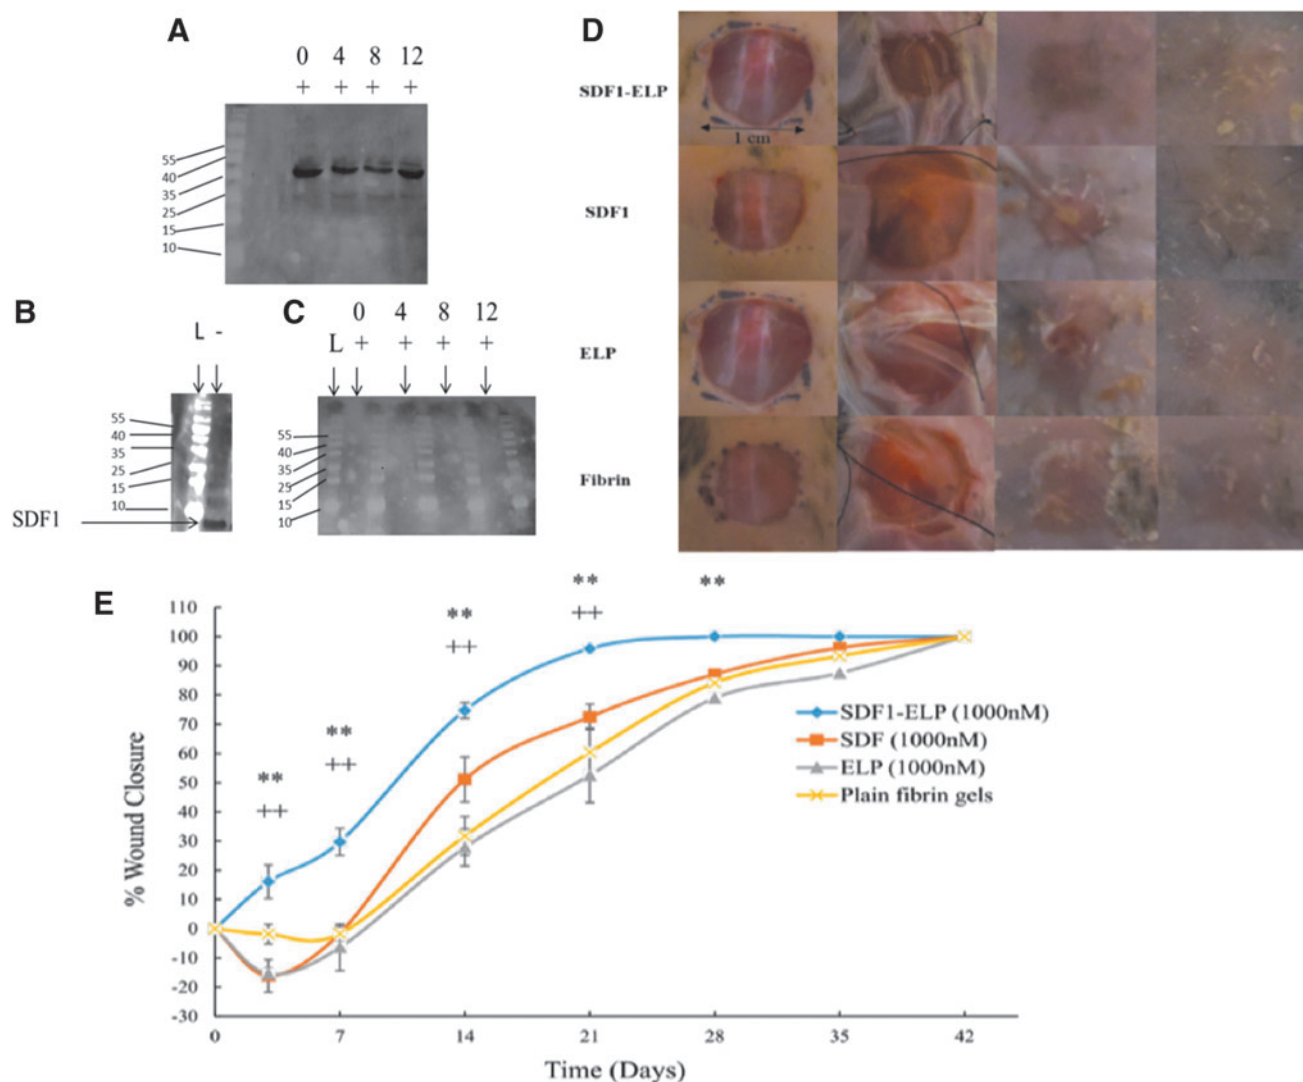 A
0 4 8 12
+ + + +
55
40
35
25
15
10
B
L -
55
40
35
25
15
10
SDF1
C
0 4 8 12
L + + + +
55
40
35
25
15
10
D
SDF1-ELP
1 cm
SDF1
ELP
Fibrin
E
% Wound Closure
110
100
90
80
70
60
50
40
30
20
10
0
-10
-20
-30
**
++
**
++
**
++
**
++
**
SDF1-ELP (1000nM)
SDF (1000nM)
ELP (1000nM)
Plain fibrin gels
0 7 14 21 28 35 42
Time (Days)